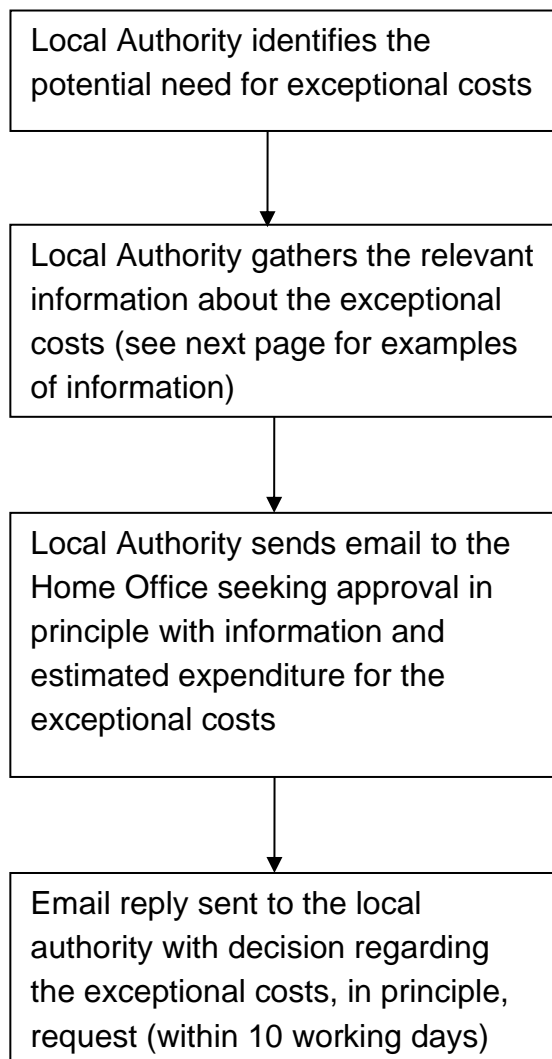 Local Authority identifies the
potential need for exceptional costs
Local Authority gathers the relevant
information about the exceptional
costs (see next page for examples
of information)
Local Authority sends email to the
Home Office seeking approval in
principle with information and
estimated expenditure for the
exceptional costs
Email reply sent to the local
authority with decision regarding
the exceptional costs, in principle,
request (within 10 working days)